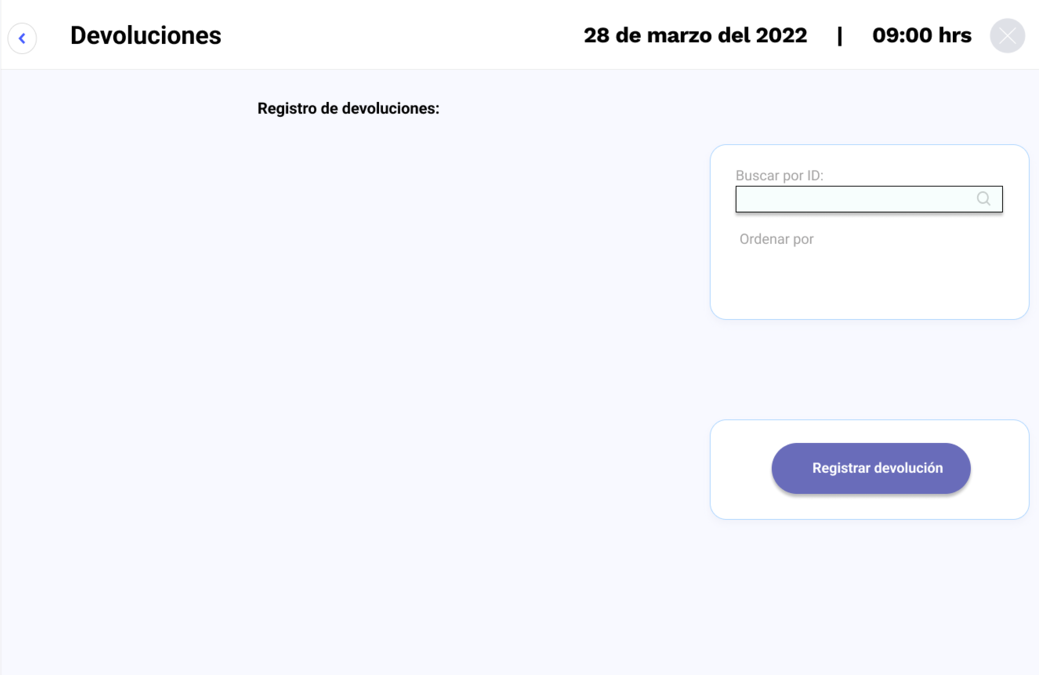 Devoluciones
28 de marzo del 2022 | 09:00 hrs
Registro de devoluciones:
Buscar por ID:
Ordenar por
Registrar devolución